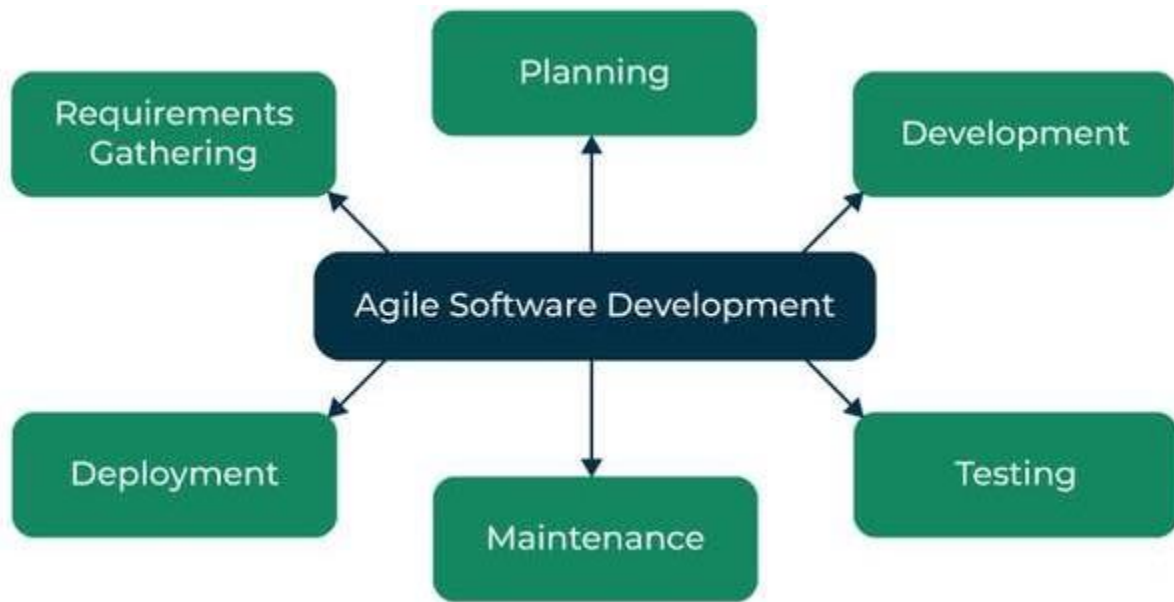 Planning
Requirements
Gathering
Development
Agile Software Development
Deployment
Testing
Maintenance